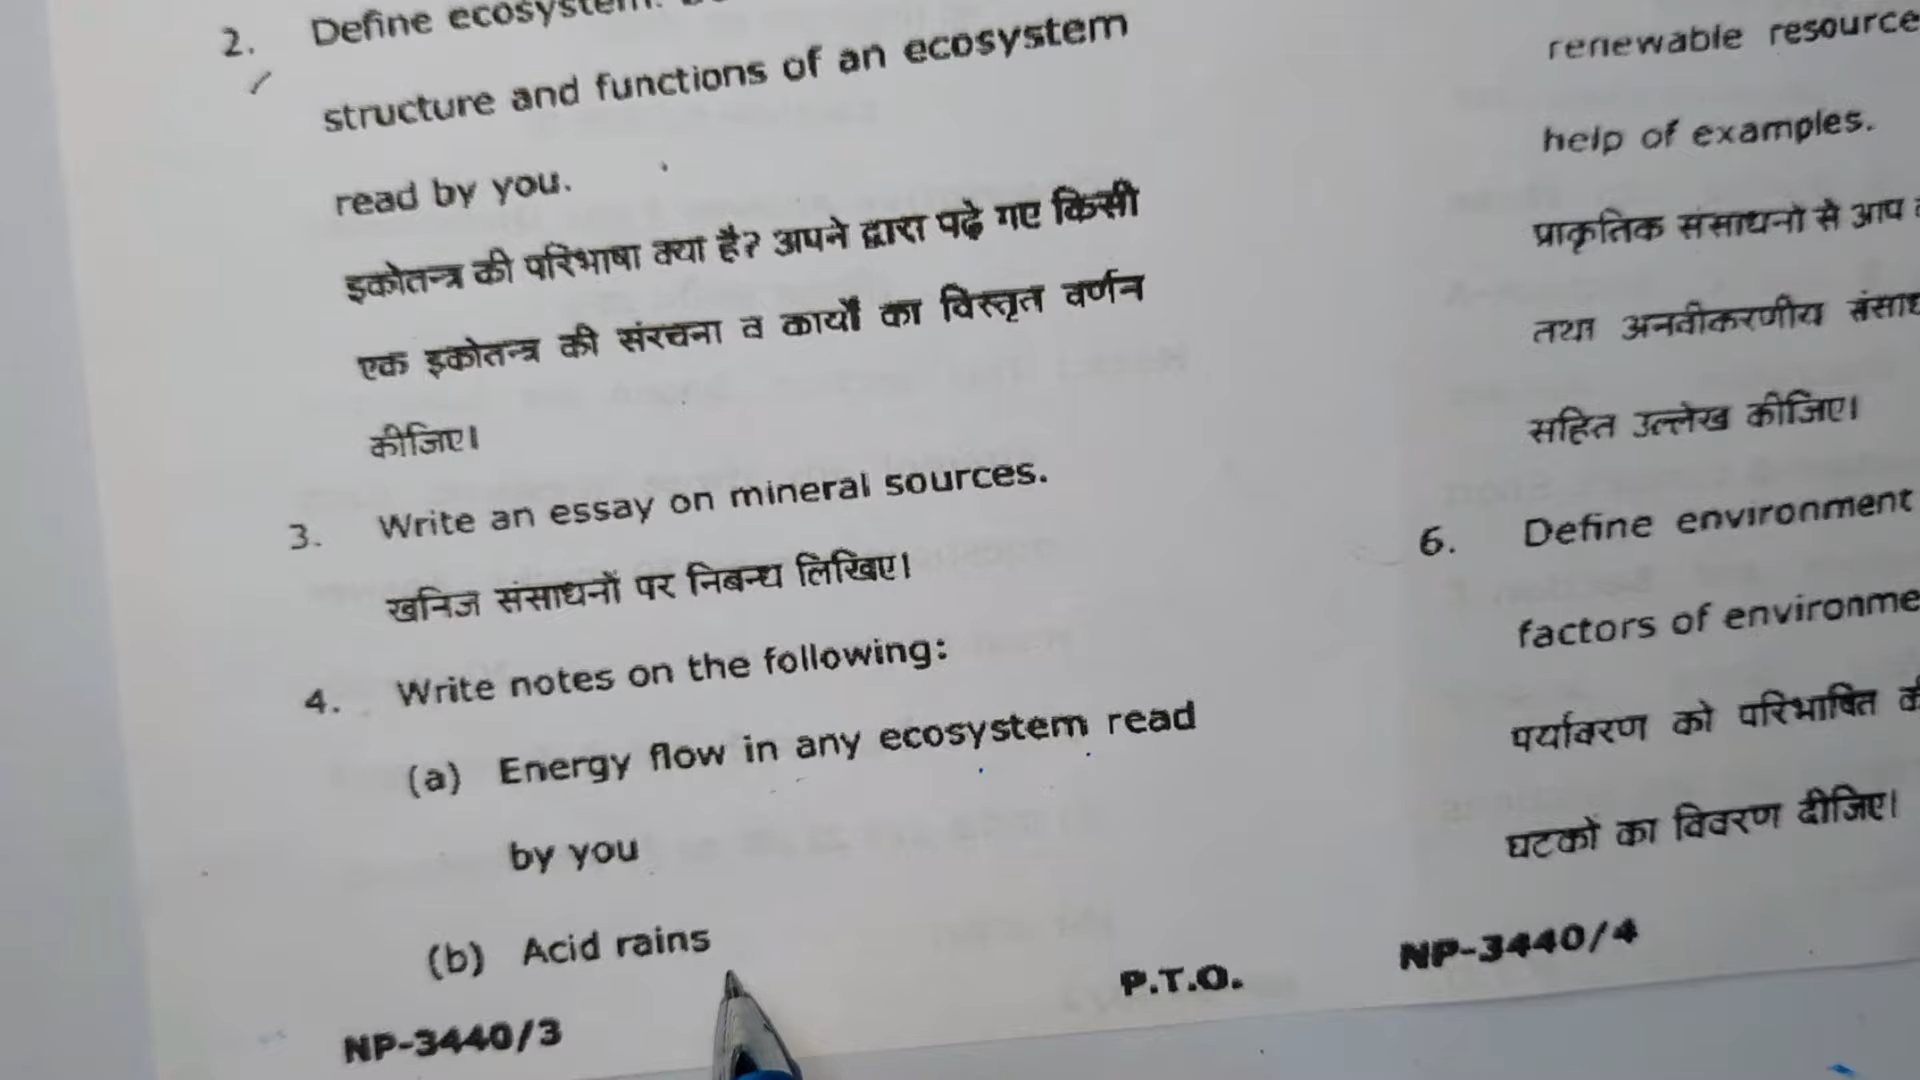 2. Define ecosystem.
structure and functions of an ecosystem
read by you.
इकोतन्त्र की परिभाषा क्या है? अपने द्वारा पढ़े गए किसी
एक इकोतन्त्र की संरचना व कार्यों का विस्तृत वर्णन
कीजिए।
3. Write an essay on mineral sources.
खनिज संसाधनों पर निबन्ध लिखिए।
4. Write notes on the following:
(a) Energy flow in any ecosystem read
by you
(b) Acid rains
NP-3440/3
P.T.O.
renewable resource
help of examples.
प्राकृतिक संसाधनो से आप
तथा अनवीकरणीय
सहित उल्लेख कीजिए।
6. Define environment
factors of
पर्यावरण को परिभाषित
घटकों का विवरण दीजिए।
NP-3440/4